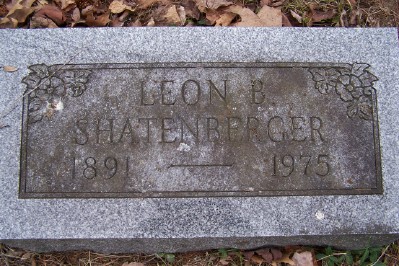 LEON B.
SHATENBERGER
1891 — 1975